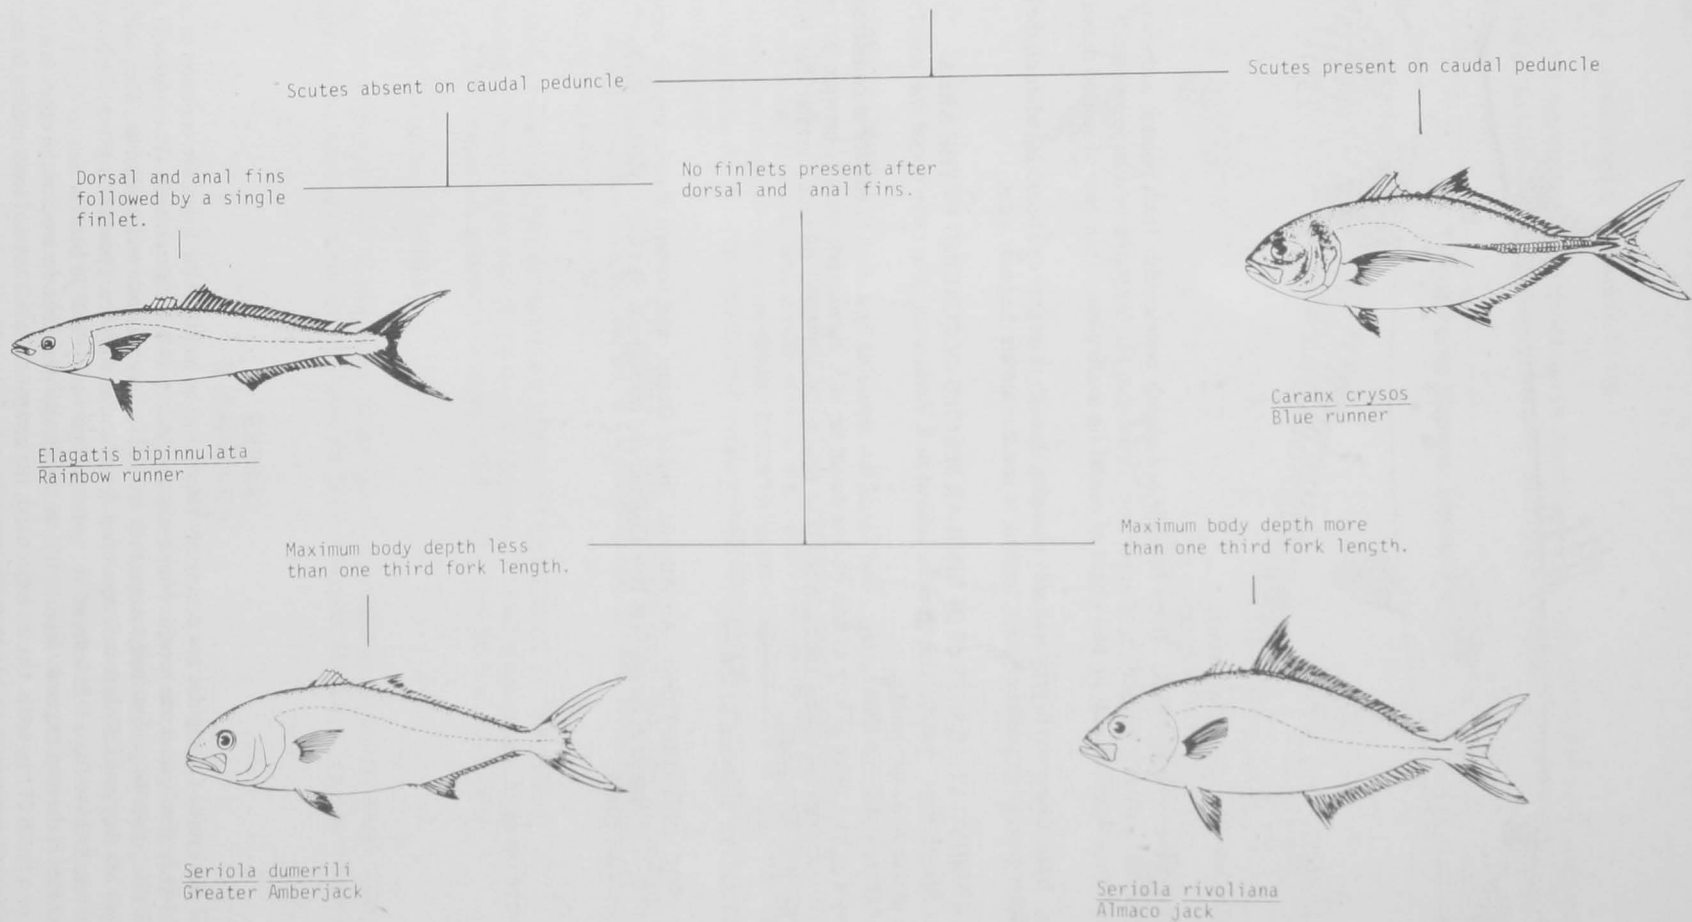 Scutes absent on caudal peduncle
Scutes present on caudal peduncle
Dorsal and anal fins
followed by a single
finlet.
No finlets present after
dorsal and anal fins.
Elagatis bipinnulata
Rainbow runner
Caranx crysos
Blue runner
Maximum body depth less
than one third fork length.
Maximum body depth more
than one third fork length.
Seriola dumerili
Greater Amberjack
Seriola rivoliana
Almaco jack